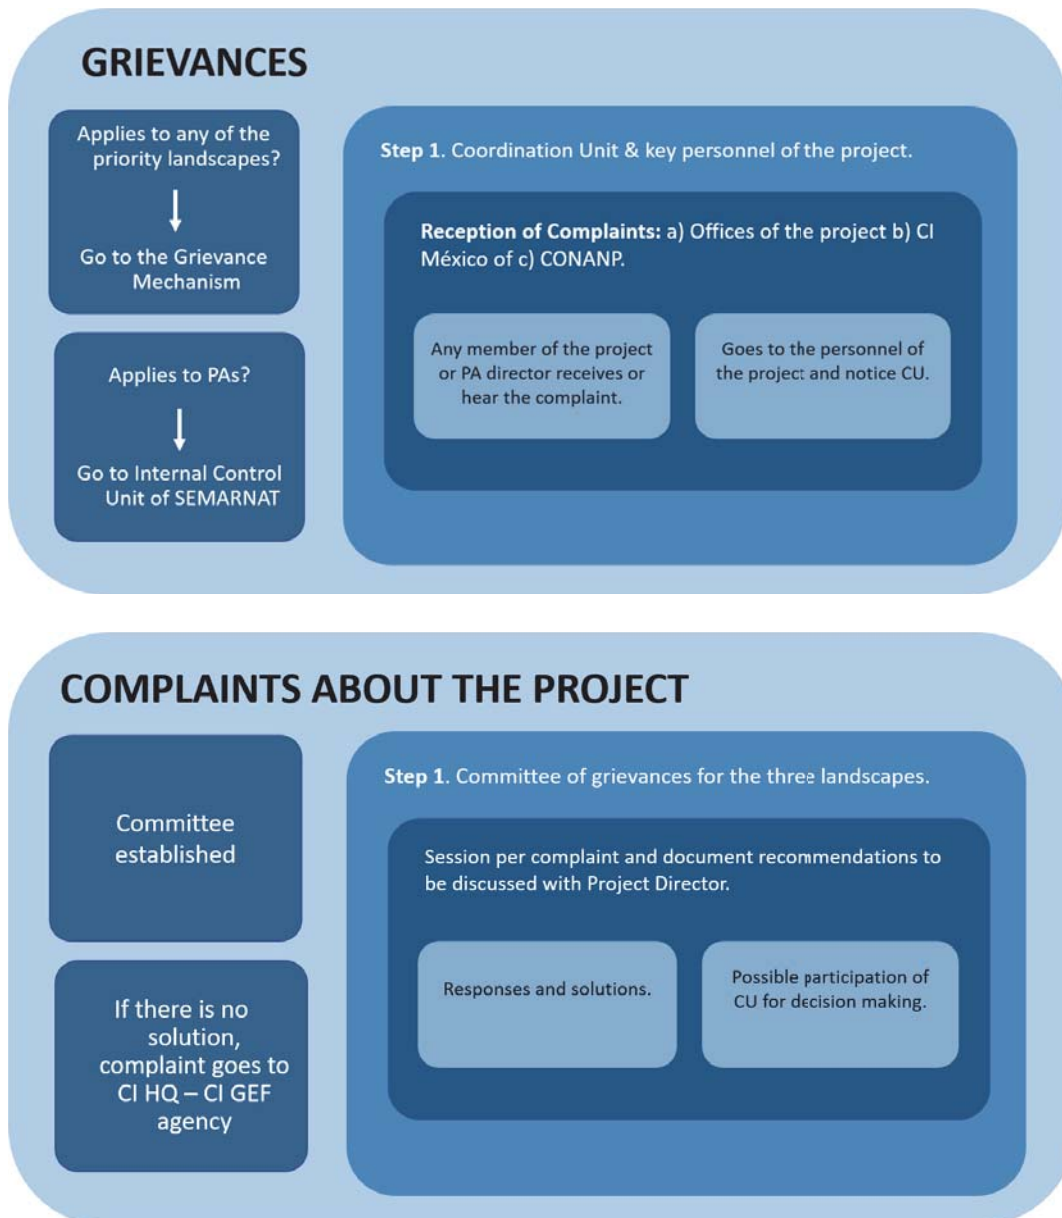 GRIEVANCES
Applies to any of the
priority landscapes?
Go to the Grievance
Mechanism
Applies to PAs?
Go to Internal Control
Unit of SEMARNAT
Step 1. Coordination Unit & key personnel of the project.
Reception of Complaints: a) Offices of the project b) CI
México of c) CONANP.
Any member of the project
or PA director receives or
hear the complaint.
Goes to the personnel of
the project and notice CU.
COMPLAINTS ABOUT THE PROJECT
Committee
established
If there is no
solution,
complaint goes to
CI HQ – CI GEF
agency
Step 1. Committee of grievances for the three landscapes.
Session per complaint and document recommendations to
be discussed with Project Director.
Responses and solutions.
Possible participation of
CU for decision making.